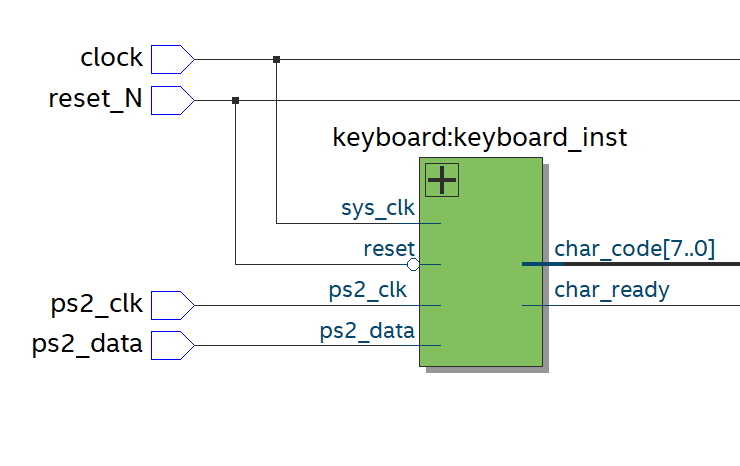 clock
reset_N
keyboard:keyboard_inst
sys_clk
reset
char_code[7..0]
ps2_clk
ps2_clk
char_ready
ps2_data
ps2_data